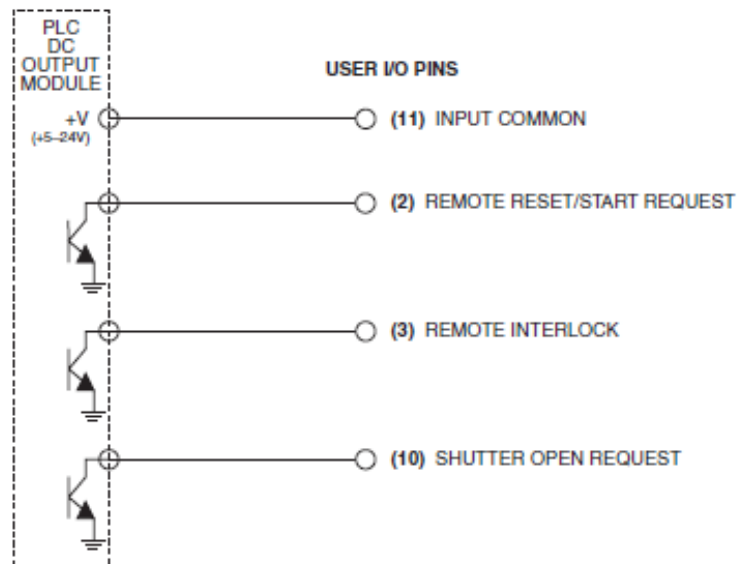 PLC
DC
OUTPUT
MODULE
USER I/O PINS
+V
(+5–24V)
(11) INPUT COMMON
(2) REMOTE RESET/START REQUEST
(3) REMOTE INTERLOCK
(10) SHUTTER OPEN REQUEST